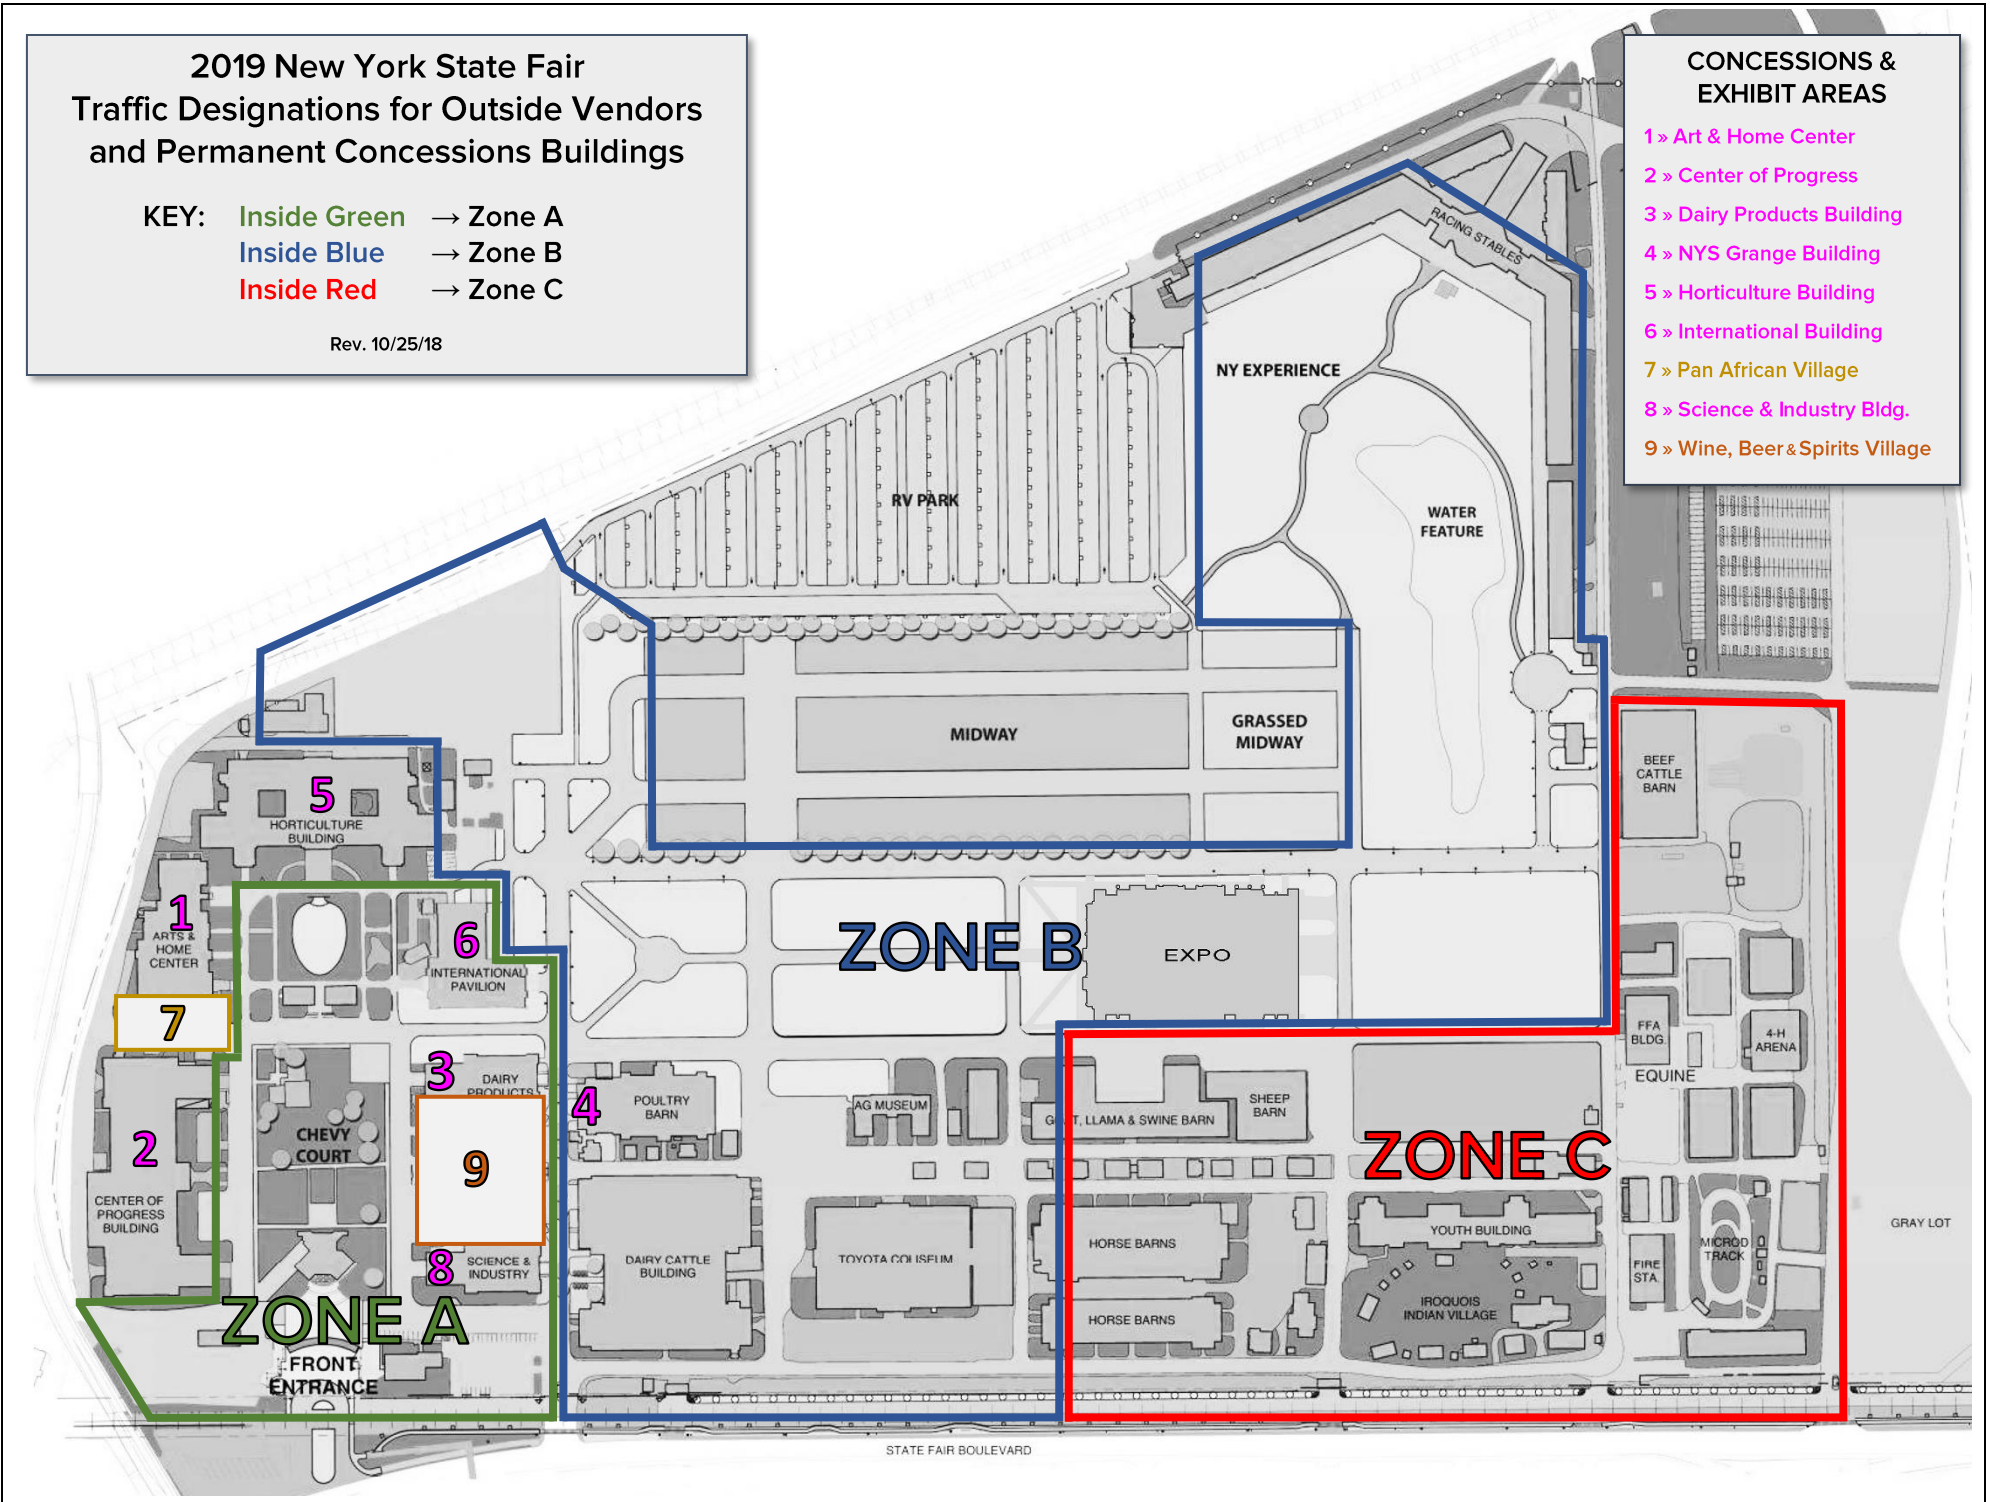 2019 New York State Fair
Traffic Designations for Outside Vendors
and Permanent Concessions Buildings
KEY: Inside Green → Zone A
Inside Blue → Zone B
Inside Red → Zone C
Rev. 10/25/18
CONCESSIONS &
EXHIBIT AREAS
1 » Art & Home Center
2 » Center of Progress
3 » Dairy Products Building
4 » NYS Grange Building
5 » Horticulture Building
6 » International Building
7 » Pan African Village
8 » Science & Industry Bldg.
9 » Wine, Beer & Spirits Village
RACING STABLES
NY EXPERIENCE
RV PARK
WATER
FEATURE
MIDWAY
GRASSED
MIDWAY
BEEF
CATTLE
BARN
5
HORTICULTURE
BUILDING
1
ARTS &
HOME
CENTER
6
INTERNATIONAL
PAVILION
ZONE B
EXPO
7
FFA
BLDG.
4-H
ARENA
EQUINE
3
DAIRY
PRODUCTS
4
POULTRY
BARN
AG MUSEUM
GOAT, LLAMA & SWINE BARN
SHEEP
BARN
2
CHEVY
COURT
9
ZONE C
CENTER OF
PROGRESS
BUILDING
8
SCIENCE &
INDUSTRY
DAIRY CATTLE
BUILDING
TOYOTA COLISEUM
HORSE BARNS
YOUTH BUILDING
MICROD
TRACK
GRAY LOT
FIRE
STA.
ZONE A
HORSE BARNS
IROQUOIS
INDIAN VILLAGE
FRONT
ENTRANCE
STATE FAIR BOULEVARD